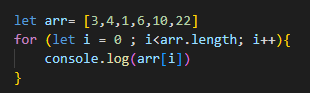 let arr= [3,4,1,6,10,22]
for (let i = 0 ; i<arr.length; i++){
    console.log(arr[i])
}